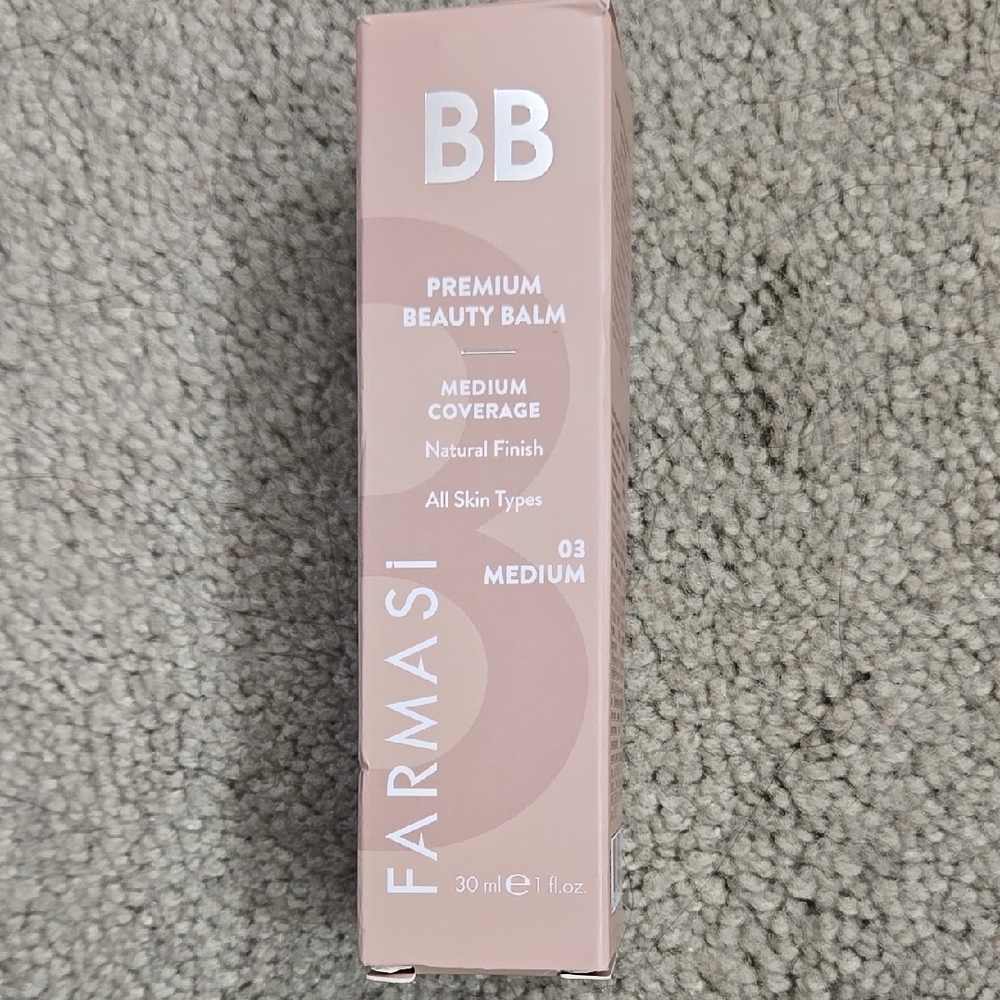 BB
PREMIUM
BEAUTY BALM
MEDIUM
COVERAGE
Natural Finish
All Skin Types
03
MEDIUM
FARMASi
30 ml e 1 fl.oz.